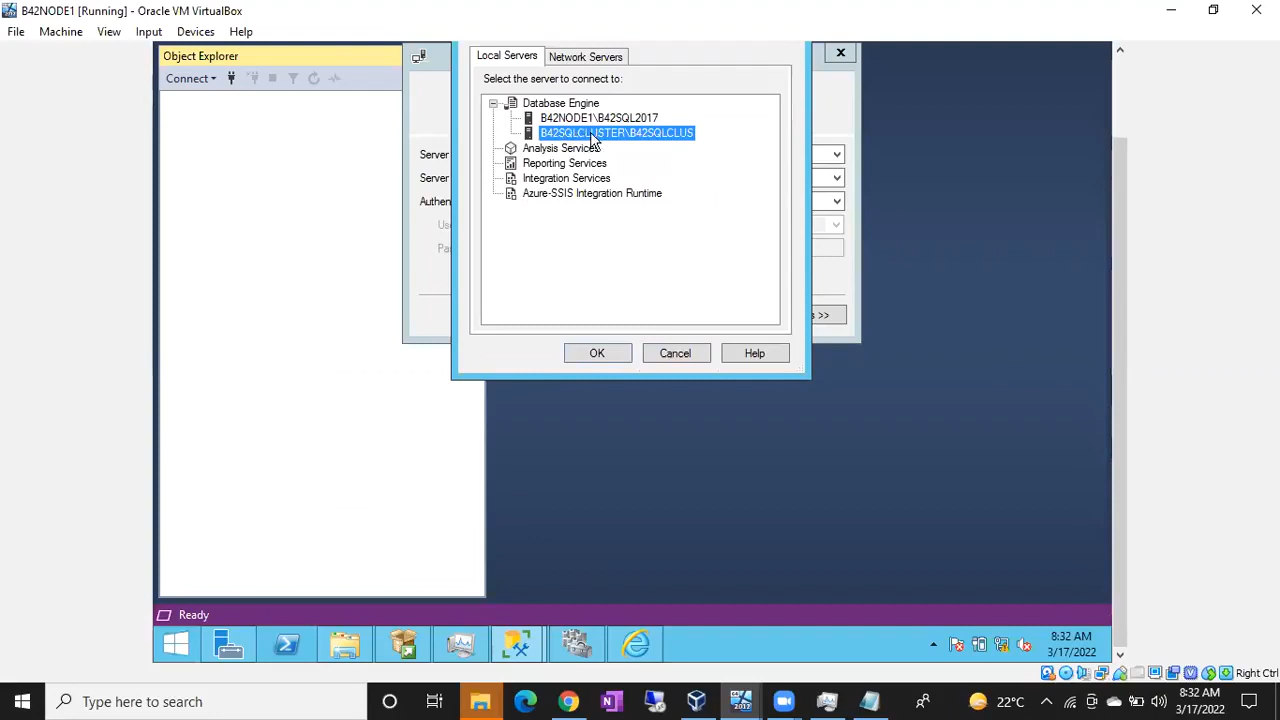 B42NODE1 [Running] - Oracle VM VirtualBox
File Machine View Input Devices Help
Object Explorer
Connect
Local Servers Network Servers
Select the server to connect to:
Database Engine
B42NODE1\B42SQL2017
B42SQLCLUSTER\B42SQLCLUS
Analysis Services
Reporting Services
Integration Services
Azure-SSIS Integration Runtime
Server
Server
Authen
Us
Pa
s >>
OK Cancel Help
Ready
8:32 AM
3/17/2022
Right Ctrl
Type here to search
22°C
8:32 AM
3/17/2022